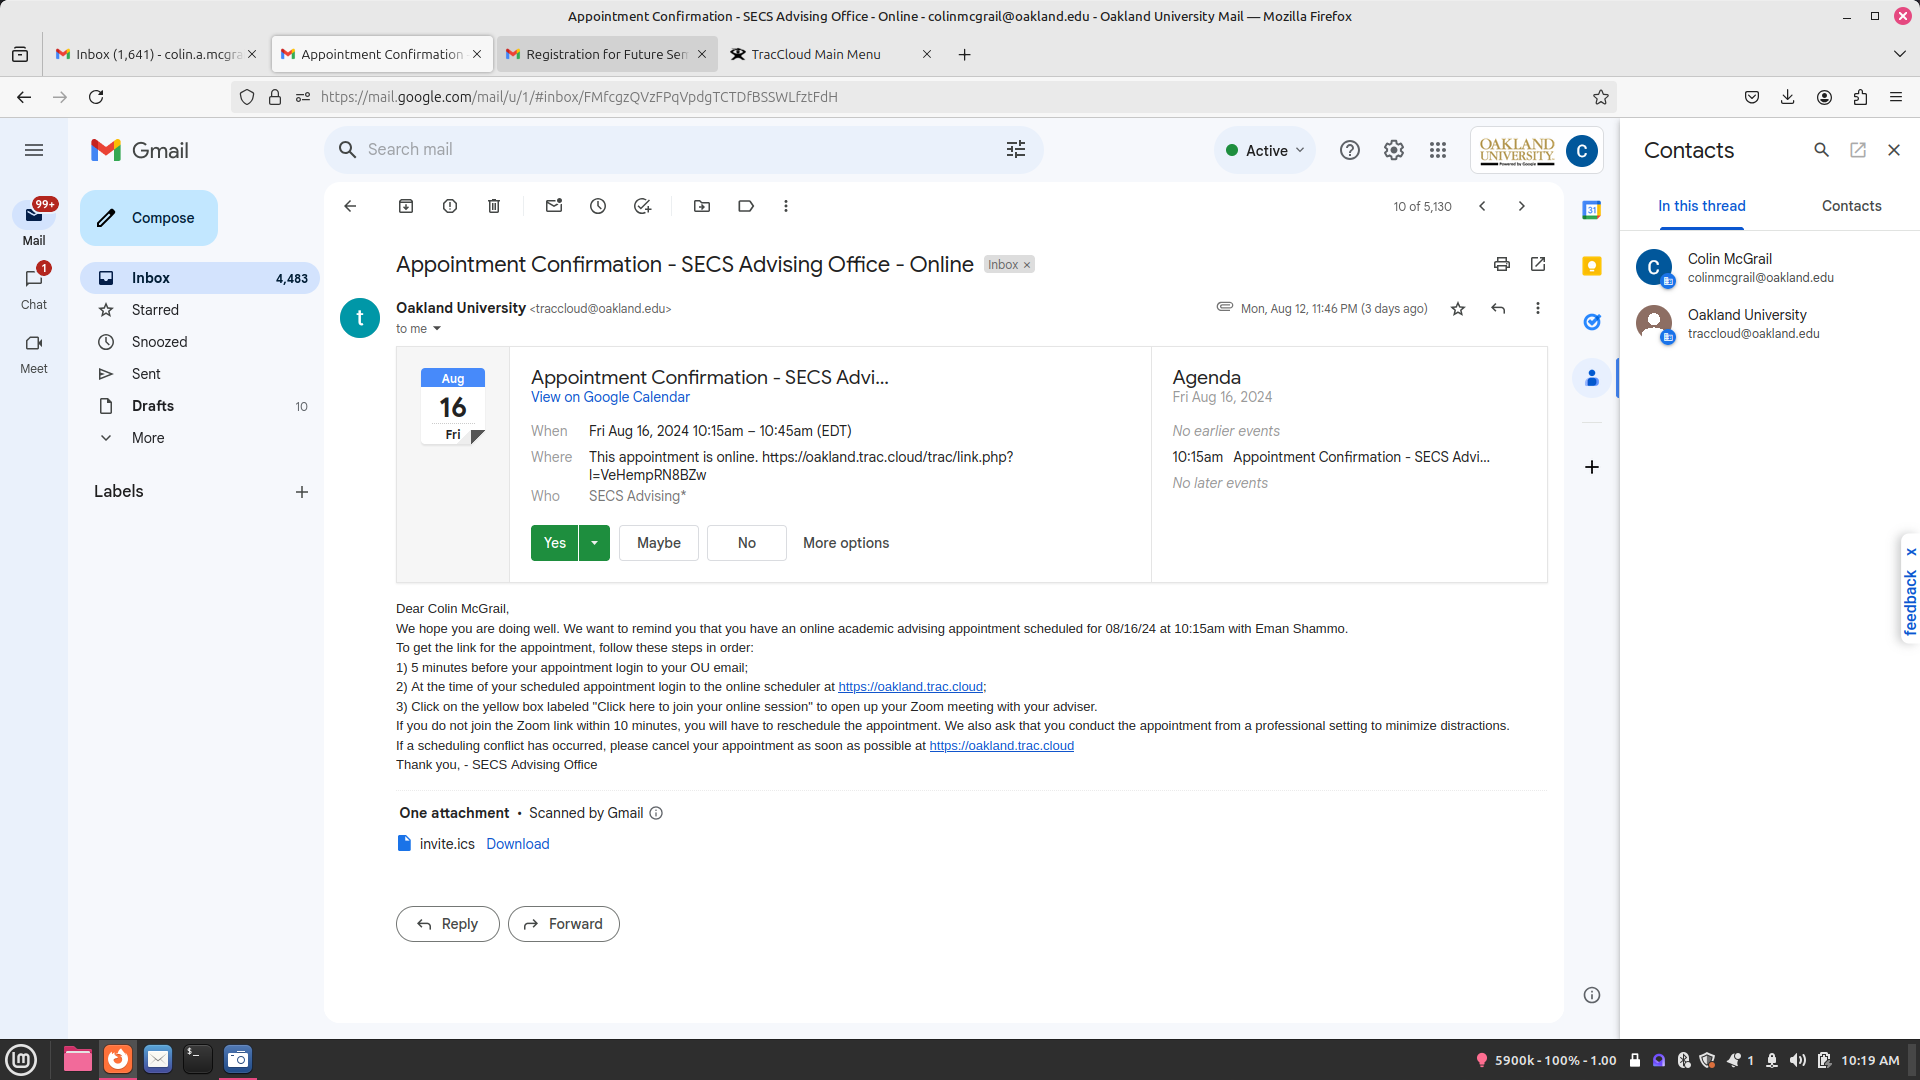 Appointment Confirmation - SECS Advising Office - Online - colinmcgrail@oakland.edu - Oakland University Mail — Mozilla Firefox
Inbox (1,641) - colin.a.mcgra
Appointment Confirmation
Registration for Future Sem
TracCloud Main Menu
https://mail.google.com/mail/u/1/#inbox/FMfcgzQVzFPqVpdgTCTDfBSSWLfztFdH
Gmail
Search mail
Active
OAKLAND
UNIVERSITY.
Powered by Google
C
Contacts
99+
Mail
1
Chat
Meet
Compose
Inbox 4,483
Starred
Snoozed
Sent
Drafts 10
More
Labels
10 of 5,130
Appointment Confirmation - SECS Advising Office - Online Inbox ×
t
Oakland University <traccloud@oakland.edu>
Mon, Aug 12, 11:46 PM (3 days ago)
to me
Aug
16
Fri
Appointment Confirmation - SECS Advi...
View on Google Calendar
When Fri Aug 16, 2024 10:15am – 10:45am (EDT)
Where This appointment is online. https://oakland.trac.cloud/trac/link.php?
l=VeHempRN8BZw
Who SECS Advising*
Yes
Maybe
No
More options
Agenda
Fri Aug 16, 2024
No earlier events
10:15am Appointment Confirmation - SECS Advi...
No later events
Dear Colin McGrail,
We hope you are doing well. We want to remind you that you have an online academic advising appointment scheduled for 08/16/24 at 10:15am with Eman Shammo.
To get the link for the appointment, follow these steps in order:
1) 5 minutes before your appointment login to your OU email;
2) At the time of your scheduled appointment login to the online scheduler at https://oakland.trac.cloud;
3) Click on the yellow box labeled "Click here to join your online session" to open up your Zoom meeting with your adviser.
If you do not join the Zoom link within 10 minutes, you will have to reschedule the appointment. We also ask that you conduct the appointment from a professional setting to minimize distractions.
If a scheduling conflict has occurred, please cancel your appointment as soon as possible at https://oakland.trac.cloud
Thank you, - SECS Advising Office
One attachment • Scanned by Gmail
invite.ics Download
Reply
Forward
31
In this thread
Contacts
C
Colin McGrail
colinmcgrail@oakland.edu
Oakland University
traccloud@oakland.edu
feedback x
5900k - 100% - 1.00
1
10:19 AM